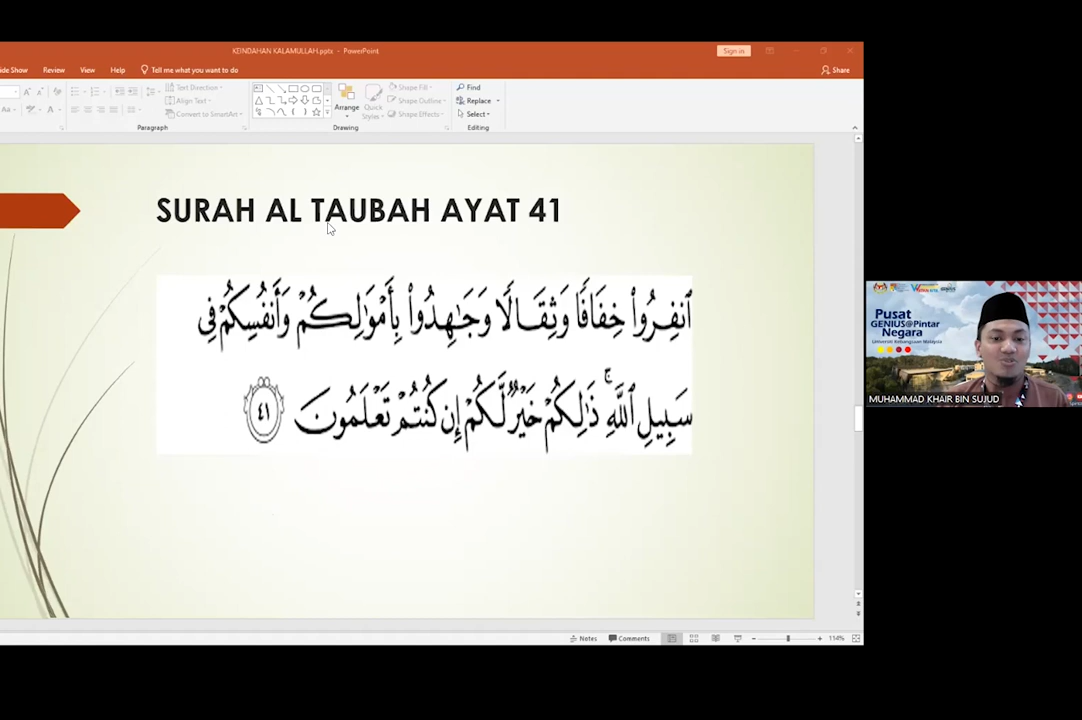 KEINDAHAN KALAMULLAH.pptx - PowerPoint
Sign in
ide Show Review View Help Tell me what you want to do
Share
Aa
Text Direction
Align Text
Convert to SmartArt
Paragraph
Arrange
Quick Styles
Shape Fill
Shape Outline
Shape Effects
Drawing
Find
Replace
Select
Editing
SURAH AL TAUBAH AYAT 41
ٱنفِرُوا۟ خِفَافًا وَثِقَالًا وَجَـٰهِدُوا۟ بِأَمْوَٰلِكُمْ وَأَنفُسِكُمْ فِى
سَبِيلِ ٱللَّهِ ۚ ذَٰلِكُمْ خَيْرٌ لَّكُمْ إِن كُنتُمْ تَعْلَمُونَ ٤١
Pusat
GENIUS@Pintar
Negara
Universiti Kebangsaan Malaysia
MUHAMMAD KHAIR BIN SUJUD
Notes Comments 114%